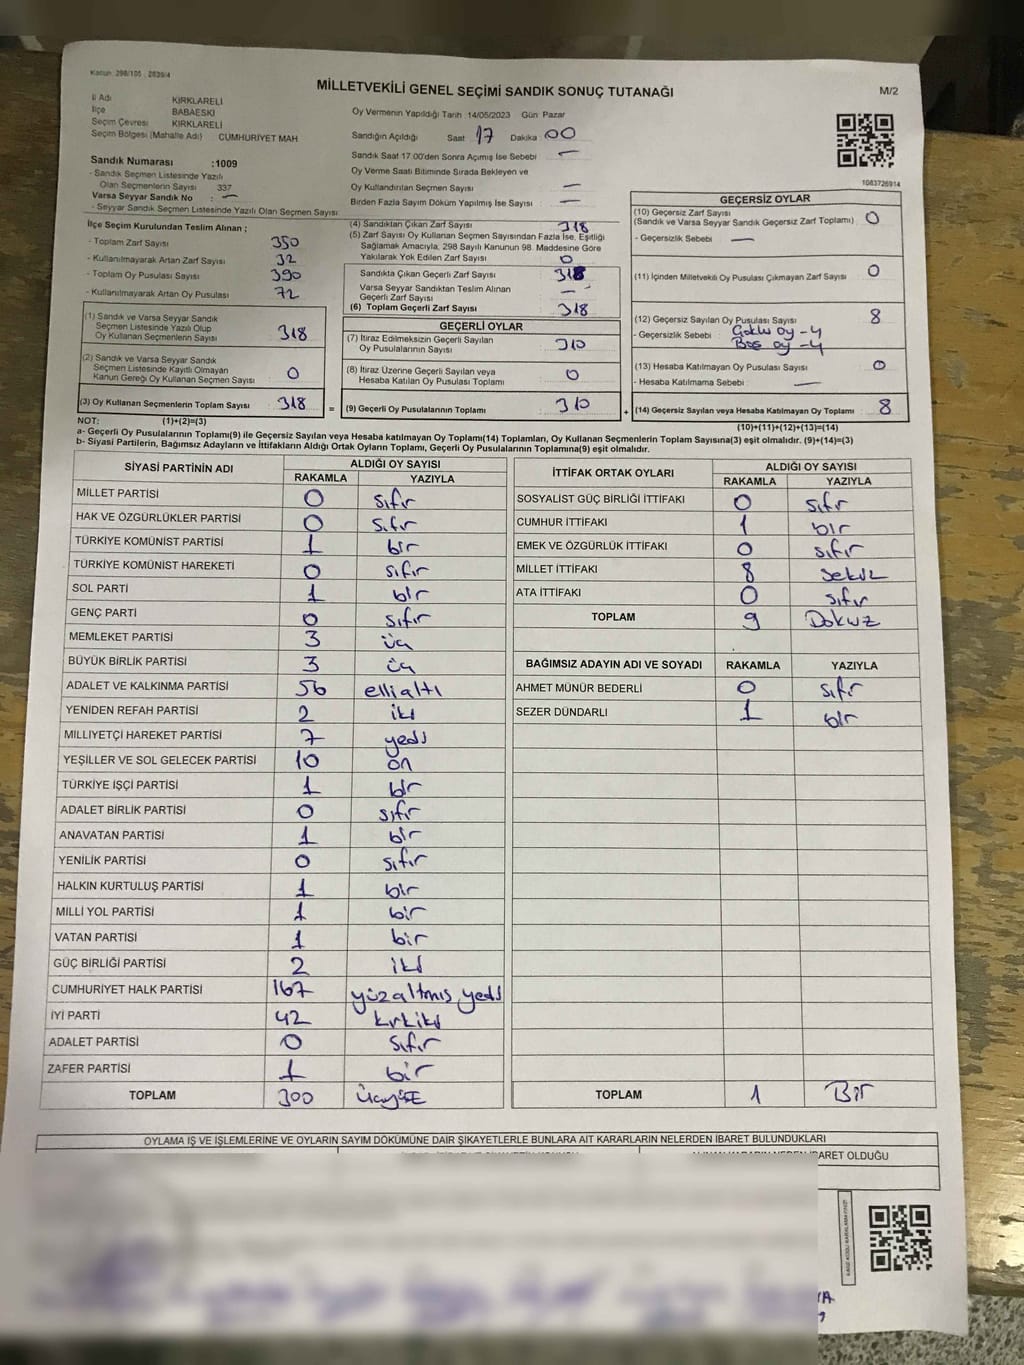 Kanun 298/105 , 2839/4
MİLLETVEKİLİ GENEL SEÇİMİ SANDIK SONUÇ TUTANAĞI
M/2
İl Adı KIRKLARELİ
İlçe BABAESKİ
Seçim Çevresi KIRKLARELİ
Seçim Bölgesi (Mahalle Adı) CUMHURİYET MAH
Sandık Numarası :1009
- Sandık Seçmen Listesinde Yazılı
Olan Seçmenlerin Sayısı 337
Varsa Seyyar Sandık No : —
- Seyyar Sandık Seçmen Listesinde Yazılı Olan Seçmen Sayısı
Oy Vermenin Yapıldığı Tarih 14/05/2023 Gün Pazar
Sandığın Açıldığı Saat 17 Dakika 00
Sandık Saat 17.00'den Sonra Açımış İse Sebebi —
Oy Verme Saati Bitiminde Sırada Bekleyen ve
Oy Kullandırılan Seçmen Sayısı —
Birden Fazla Sayım Döküm Yapılmış İse Sayısı —
1083726914
İlçe Seçim Kurulundan Teslim Alınan ;
- Toplam Zarf Sayısı 350
- Kullanılmayarak Artan Zarf Sayısı 32
- Toplam Oy Pusulası Sayısı 390
- Kullanılmayarak Artan Oy Pusulası 72
(1) Sandık ve Varsa Seyyar Sandık
Seçmen Listesinde Yazılı Olup
Oy Kullanan Seçmenlerin Sayısı 318
(2) Sandık ve Varsa Seyyar Sandık
Seçmen Listesinde Kayıtlı Olmayan
Kanun Gereği Oy Kullanan Seçmen Sayısı 0
(3) Oy Kullanan Seçmenlerin Toplam Sayısı 318 =
(4) Sandıktan Çıkan Zarf Sayısı 318
(5) Zarf Sayısı Oy Kullanan Seçmen Sayısından Fazla İse, Eşitliği
Sağlamak Amacıyla, 298 Sayılı Kanunun 98. Maddesine Göre
Yakılarak Yok Edilen Zarf Sayısı 0
Sandıkta Çıkan Geçerli Zarf Sayısı 318
Varsa Seyyar Sandıktan Teslim Alınan —
Geçerli Zarf Sayısı
(6) Toplam Geçerli Zarf Sayısı 318
GEÇERLİ OYLAR
(7) İtiraz Edilmeksizin Geçerli Sayılan
Oy Pusulalarının Sayısı 310
(8) İtiraz Üzerine Geçerli Sayılan veya
Hesaba Katılan Oy Pusulası Toplamı 0
(9) Geçerli Oy Pusulalarının Toplamı 310 +
GEÇERSİZ OYLAR
(10) Geçersiz Zarf Sayısı
(Sandık ve Varsa Seyyar Sandık Geçersiz Zarf Toplamı) 0
- Geçersizlik Sebebi —
(11) İçinden Milletvekili Oy Pusulası Çıkmayan Zarf Sayısı 0
(12) Geçersiz Sayılan Oy Pusulası Sayısı 8
- Geçersizlik Sebebi Çoklu oy -4
Boş oy -4
(13) Hesaba Katılmayan Oy Pusulası Sayısı 0
- Hesaba Katılmama Sebebi —
(14) Geçersiz Sayılan veya Hesaba Katılmayan Oy Toplamı 8
NOT: (1)+(2)=(3)
(10)+(11)+(12)+(13)=(14)
a- Geçerli Oy Pusulalarının Toplamı(9) ile Geçersiz Sayılan veya Hesaba katılmayan Oy Toplamı(14) Toplamları, Oy Kullanan Seçmenlerin Toplam Sayısına(3) eşit olmalıdır. (9)+(14)=(3)
b- Siyasi Partilerin, Bağımsız Adayların ve İttifakların Aldığı Ortak Oyların Toplamı, Geçerli Oy Pusulalarının Toplamına(9) eşit olmalıdır.
SİYASİ PARTİNİN ADI ALDIĞI OY SAYISI
RAKAMLA YAZIYLA
MİLLET PARTİSİ 0 sıfır
HAK VE ÖZGÜRLÜKLER PARTİSİ 0 sıfır
TÜRKİYE KOMÜNİST PARTİSİ 1 bir
TÜRKİYE KOMÜNİST HAREKETİ 0 sıfır
SOL PARTİ 1 bir
GENÇ PARTİ 0 sıfır
MEMLEKET PARTİSİ 3 üç
BÜYÜK BİRLİK PARTİSİ 3 üç
ADALET VE KALKINMA PARTİSİ 56 ellialtı
YENİDEN REFAH PARTİSİ 2 iki
MİLLİYETÇİ HAREKET PARTİSİ 7 yedi
YEŞİLLER VE SOL GELECEK PARTİSİ 10 on
TÜRKİYE İŞÇİ PARTİSİ 1 bir
ADALET BİRLİK PARTİSİ 0 sıfır
ANAVATAN PARTİSİ 1 bir
YENİLİK PARTİSİ 0 sıfır
HALKIN KURTULUŞ PARTİSİ 1 bir
MİLLİ YOL PARTİSİ 1 bir
VATAN PARTİSİ 1 bir
GÜÇ BİRLİĞİ PARTİSİ 2 iki
CUMHURİYET HALK PARTİSİ 167 yüzaltmış yedi
İYİ PARTİ 42 kırkiki
ADALET PARTİSİ 0 sıfır
ZAFER PARTİSİ 1 bir
TOPLAM 300 Üçyüz
İTTİFAK ORTAK OYLARI ALDIĞI OY SAYISI
RAKAMLA YAZIYLA
SOSYALİST GÜÇ BİRLİĞİ İTTİFAKI 0 sıfır
CUMHUR İTTİFAKI 1 bir
EMEK VE ÖZGÜRLÜK İTTİFAKI 0 sıfır
MİLLET İTTİFAKI 8 sekiz
ATA İTTİFAKI 0 sıfır
TOPLAM 9 Dokuz
BAĞIMSIZ ADAYIN ADI VE SOYADI RAKAMLA YAZIYLA
AHMET MÜNÜR BEDERLİ 0 sıfır
SEZER DÜNDARLI 1 bir
TOPLAM 1 Bir
OYLAMA İŞ VE İŞLEMLERİNE VE OYLARIN SAYIM DÖKÜMÜNE DAİR ŞİKAYETLERLE BUNLARA AİT KARARLARIN NELERDEN İBARET BULUNDUKLARI
İBARET OLDUĞU